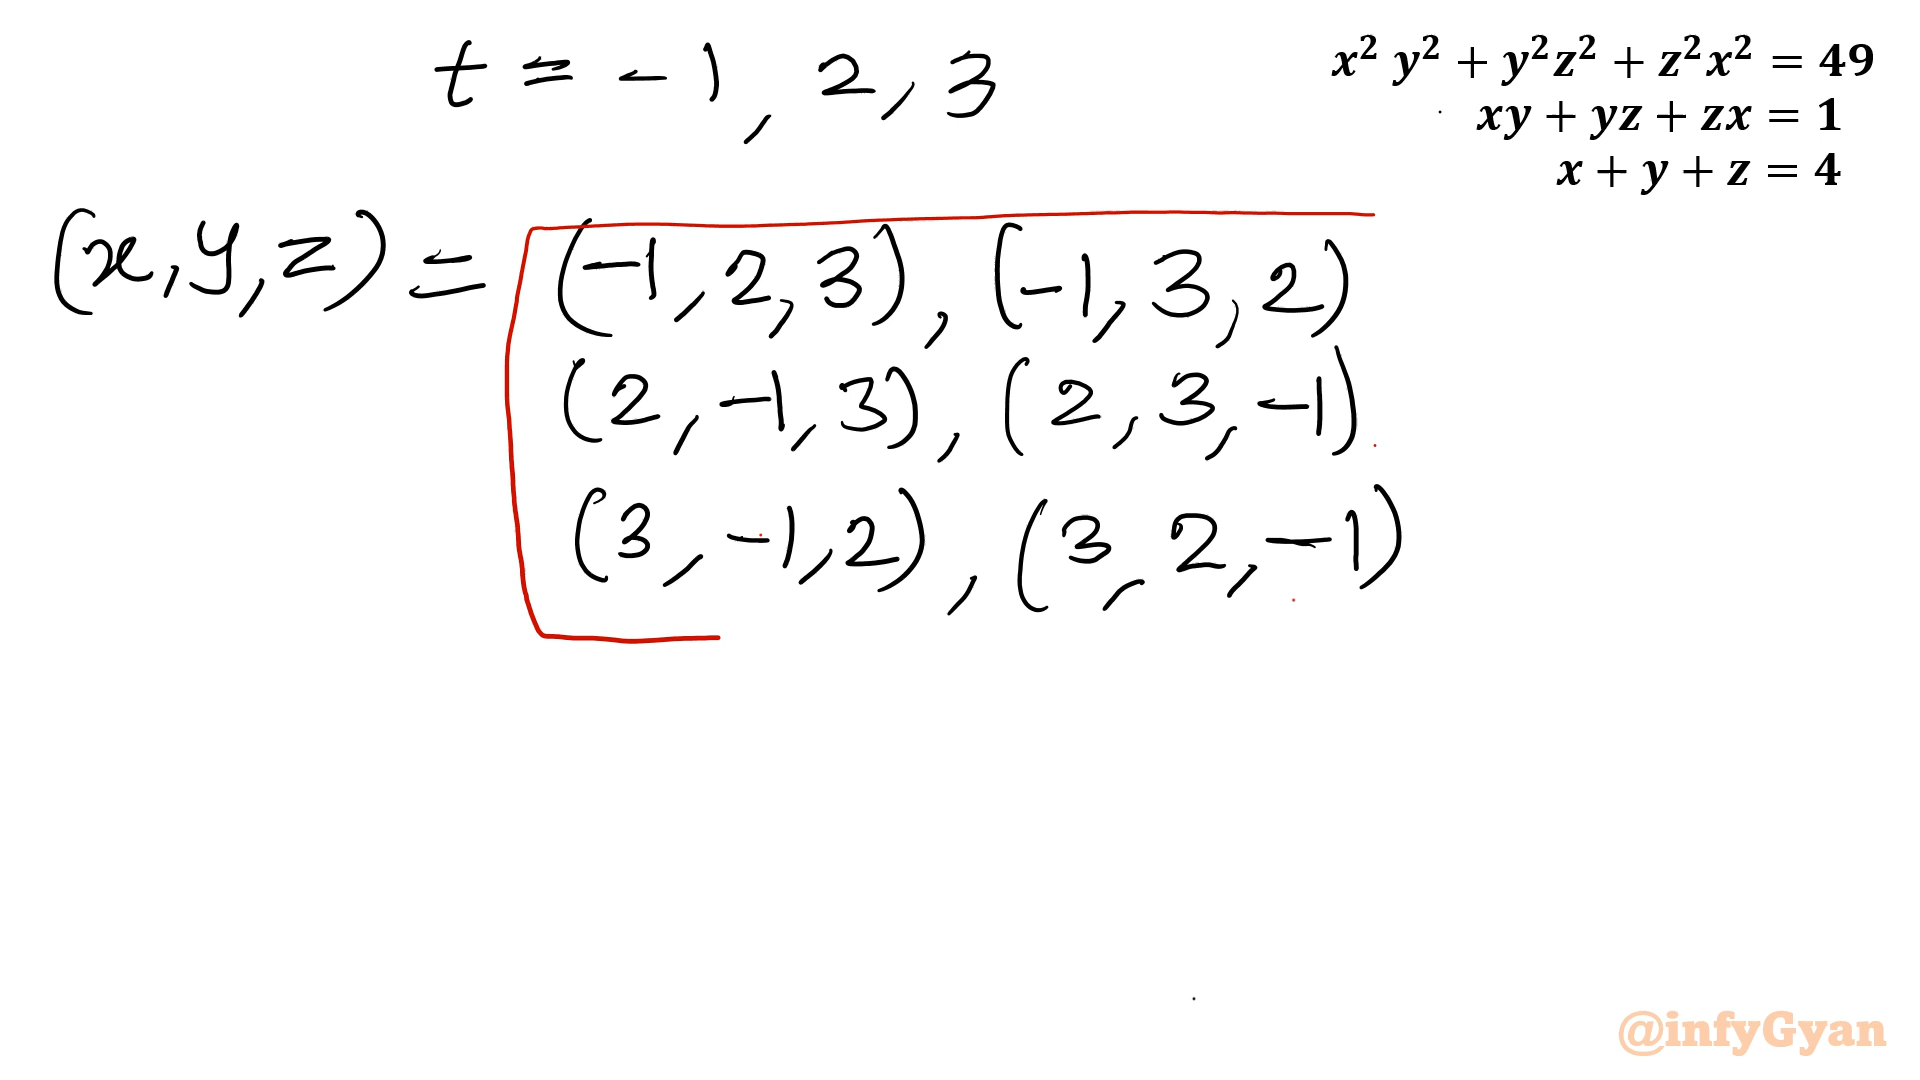 t = -1, 2, 3
x² y² + y²z² + z²x² = 49
xy + yz + zx = 1
x + y + z = 4
(x, y, z) = (-1, 2, 3), (-1, 3, 2)
(2, -1, 3), (2, 3, -1)
(3, -1, 2), (3, 2, -1)
@infyGyan